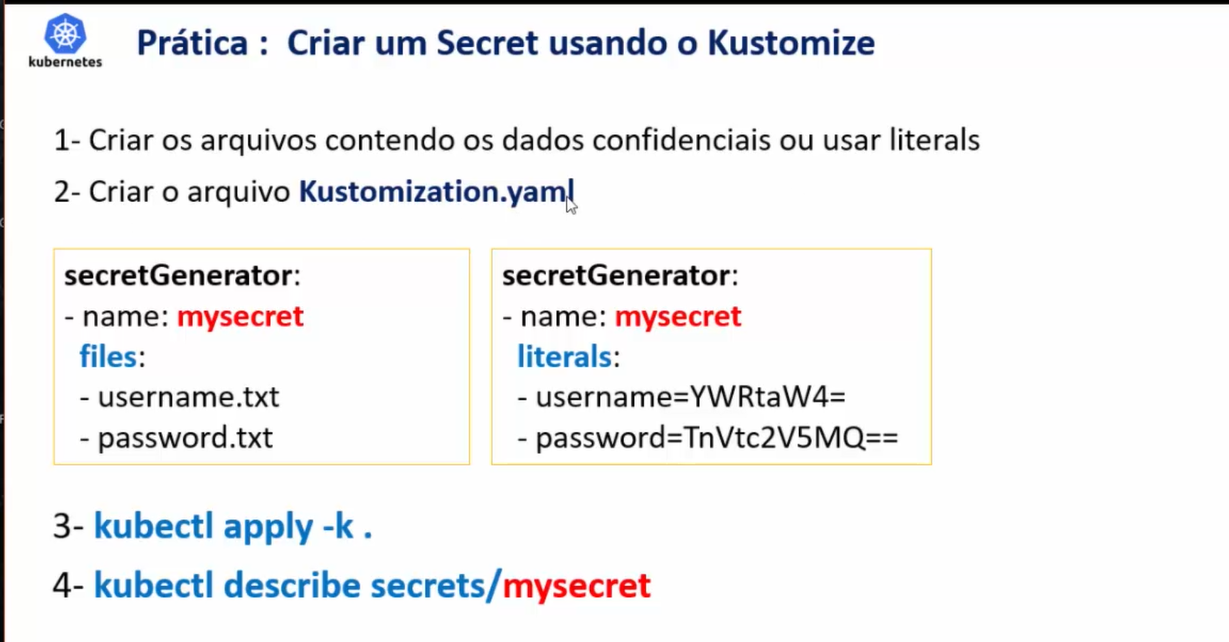 kubernetes
Prática : Criar um Secret usando o Kustomize
1- Criar os arquivos contendo os dados confidenciais ou usar literals
2- Criar o arquivo Kustomization.yaml
secretGenerator:
- name: mysecret
files:
- username.txt
- password.txt
secretGenerator:
- name: mysecret
literals:
- username=YWRtaW4=
- password=TnVtc2V5MQ==
3- kubectl apply -k .
4- kubectl describe secrets/mysecret